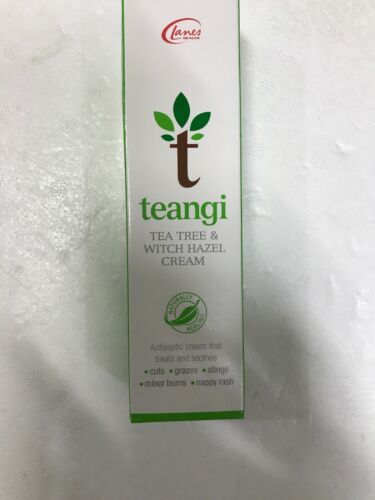 Lanes
HEALTH
t
teangi
TEA TREE &
WITCH HAZEL
CREAM
NATURALLY
HEALING
Antiseptic cream that
treats and soothes
• cuts • grazes • stings
• minor burns • nappy rash